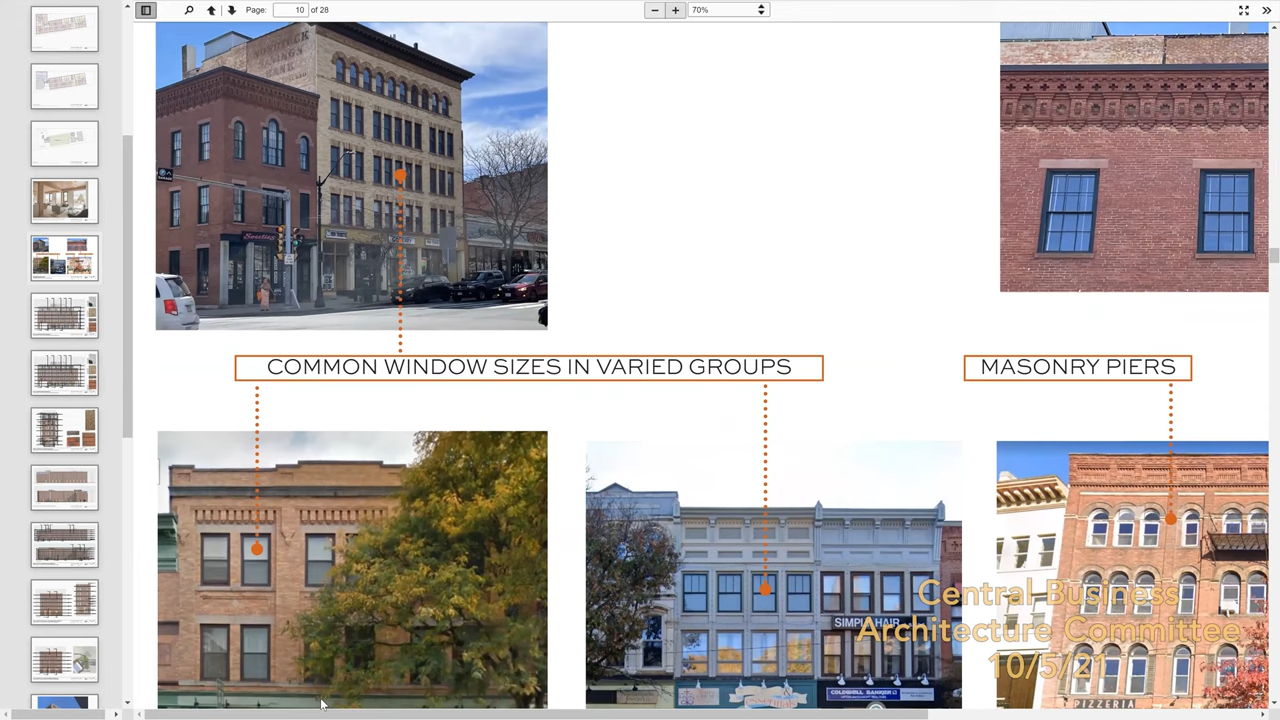 Page:
10
of 28
70%
COMMON WINDOW SIZES IN VARIED GROUPS
MASONRY PIERS
SIMPLY HAIR
COLDWELL BANKER
PIZZERIA
Central Business
Architecture Committee
10/5/21